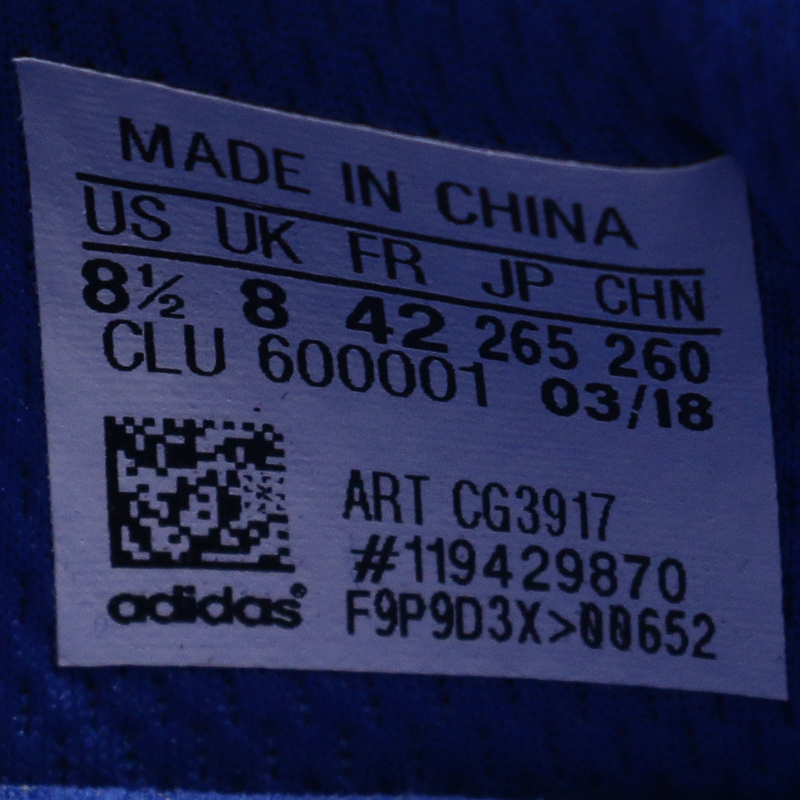 MADE IN CHINA
US UK FR JP CHN
8½ 8 42 265 260
CLU 600001 03/18
ART CG3917
#119429870
adidas®
F9P9D3X>00652